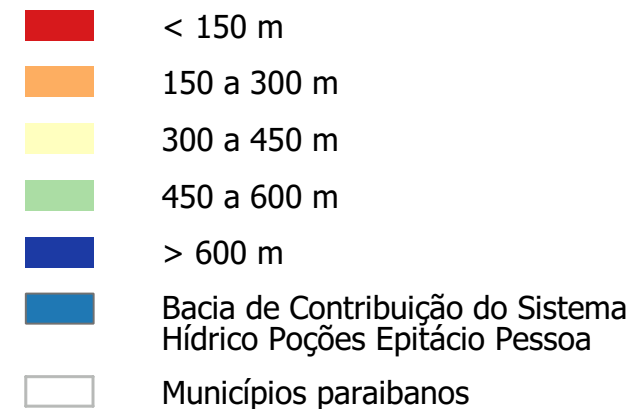 < 150 m
150 a 300 m
300 a 450 m
450 a 600 m
> 600 m
Bacia de Contribuição do Sistema
Hídrico Poções Epitácio Pessoa
Municípios paraibanos